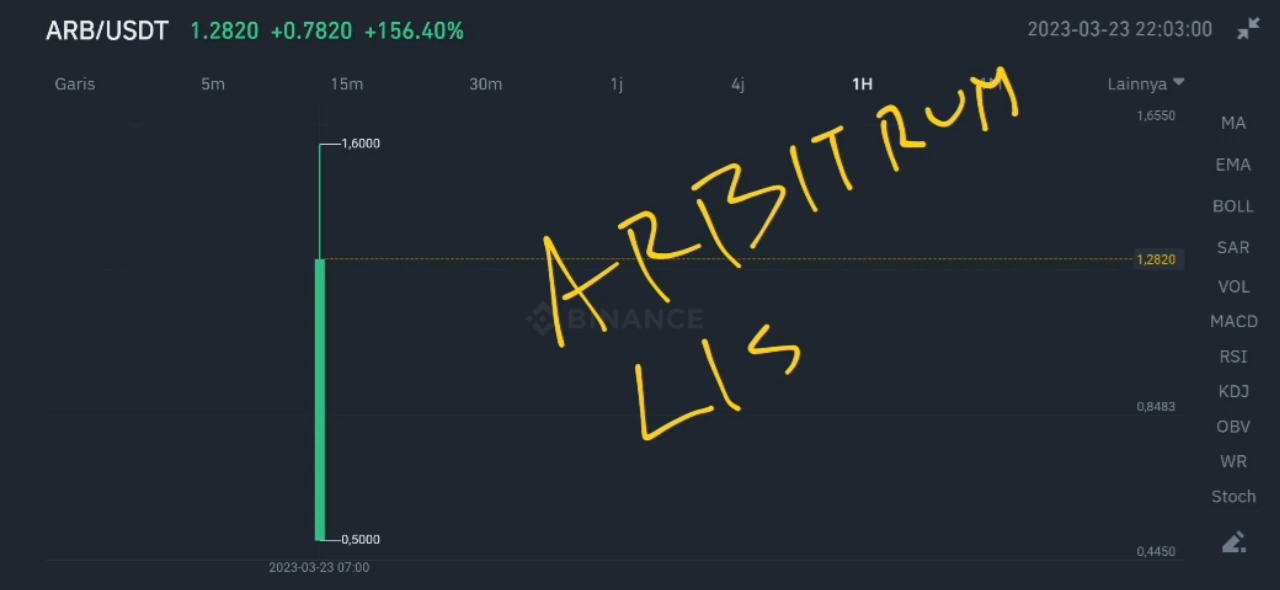 ARB/USDT 1.2820 +0.7820 +156.40% 2023-03-23 22:03:00
Garis 5m 15m 30m 1j 4j 1H 1M Lainnya
1,6550
MA
1,6000
EMA
BOLL
SAR
1,2820
VOL
BINANCE
MACD
RSI
KDJ
0,8483
OBV
WR
Stoch
0,5000
0,4450
2023-03-23 07:00
ARBITRUM
LIS